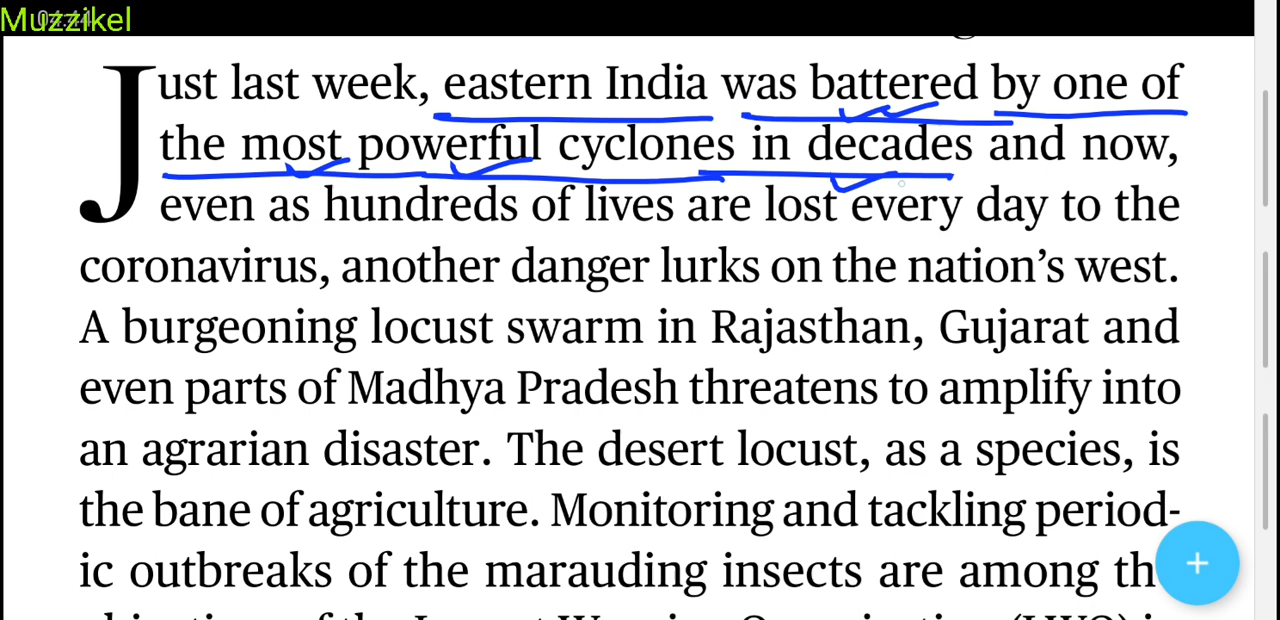 Muzzikel
Just last week, eastern India was battered by one of
the most powerful cyclones in decades and now,
even as hundreds of lives are lost every day to the
coronavirus, another danger lurks on the nation's west.
A burgeoning locust swarm in Rajasthan, Gujarat and
even parts of Madhya Pradesh threatens to amplify into
an agrarian disaster. The desert locust, as a species, is
the bane of agriculture. Monitoring and tackling period-
ic outbreaks of the marauding insects are among th